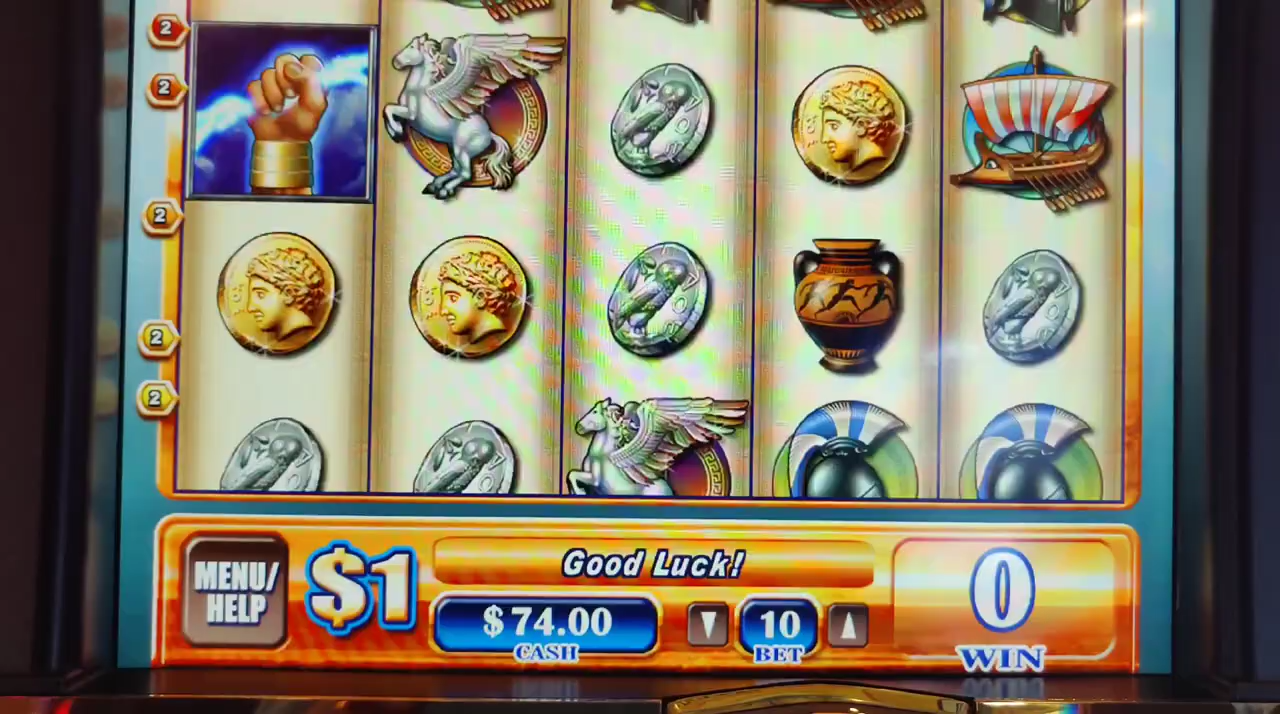 2
2
2
2
2
Good Luck!
MENU/
HELP
$1
$74.00
CASH
10
BET
0
WIN